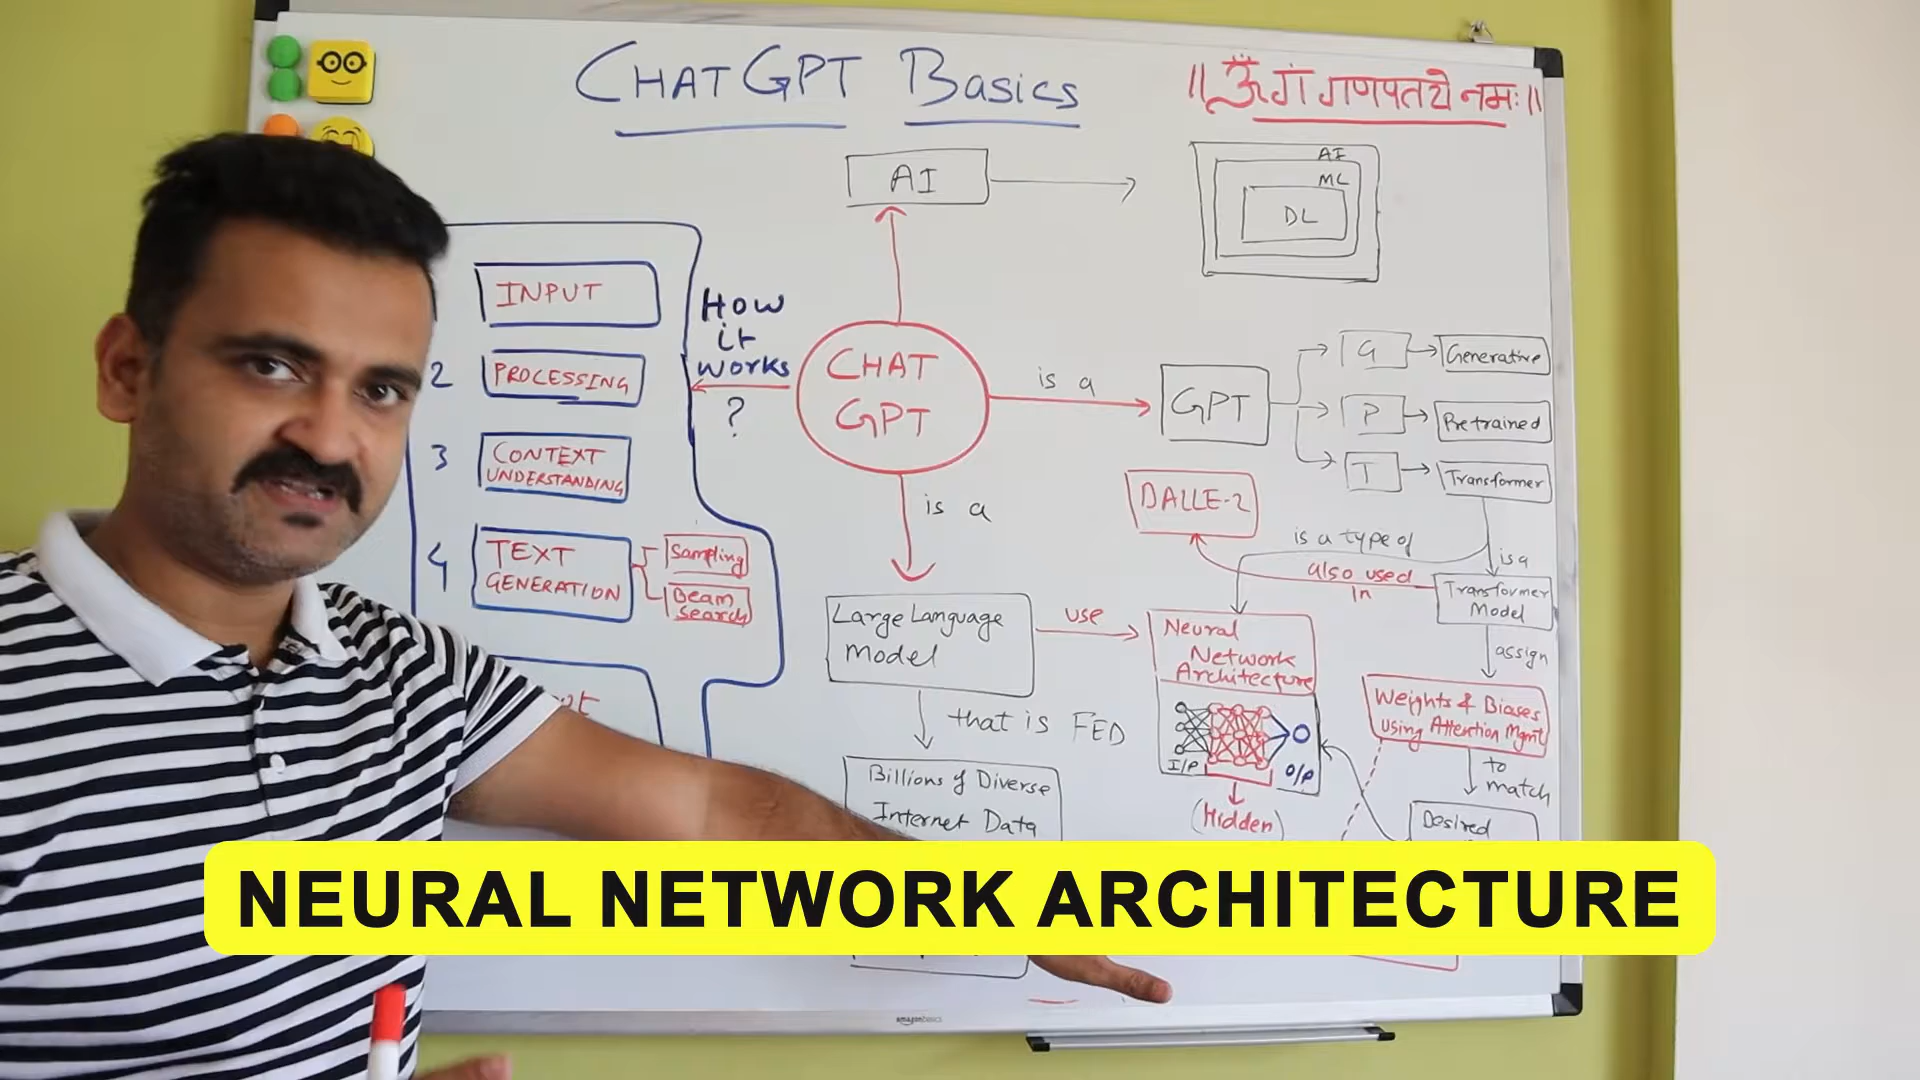 CHATGPT Basics
॥ ॐ गं गणपतये नमः॥
AI
AI
ML
DL
INPUT
2 PROCESSING
3 CONTEXT
UNDERSTANDING
4 TEXT
GENERATION
Sampling
Beam
search
How
it
works
?
CHAT
GPT
is a
GPT
G
Generative
P
Pretrained
T
Transformer
is a
Large Language
Model
use
that is FED
Billions of Diverse
Internet Data
DALLE-2
is a type of
also used
in
is a
Transformer
Model
assign
Weights & Biases
using Attention Mgmt
to
match
Desired
Neural
Network
Architecture
I/P
O/P
(Hidden)
NEURAL NETWORK ARCHITECTURE
amazonbasics